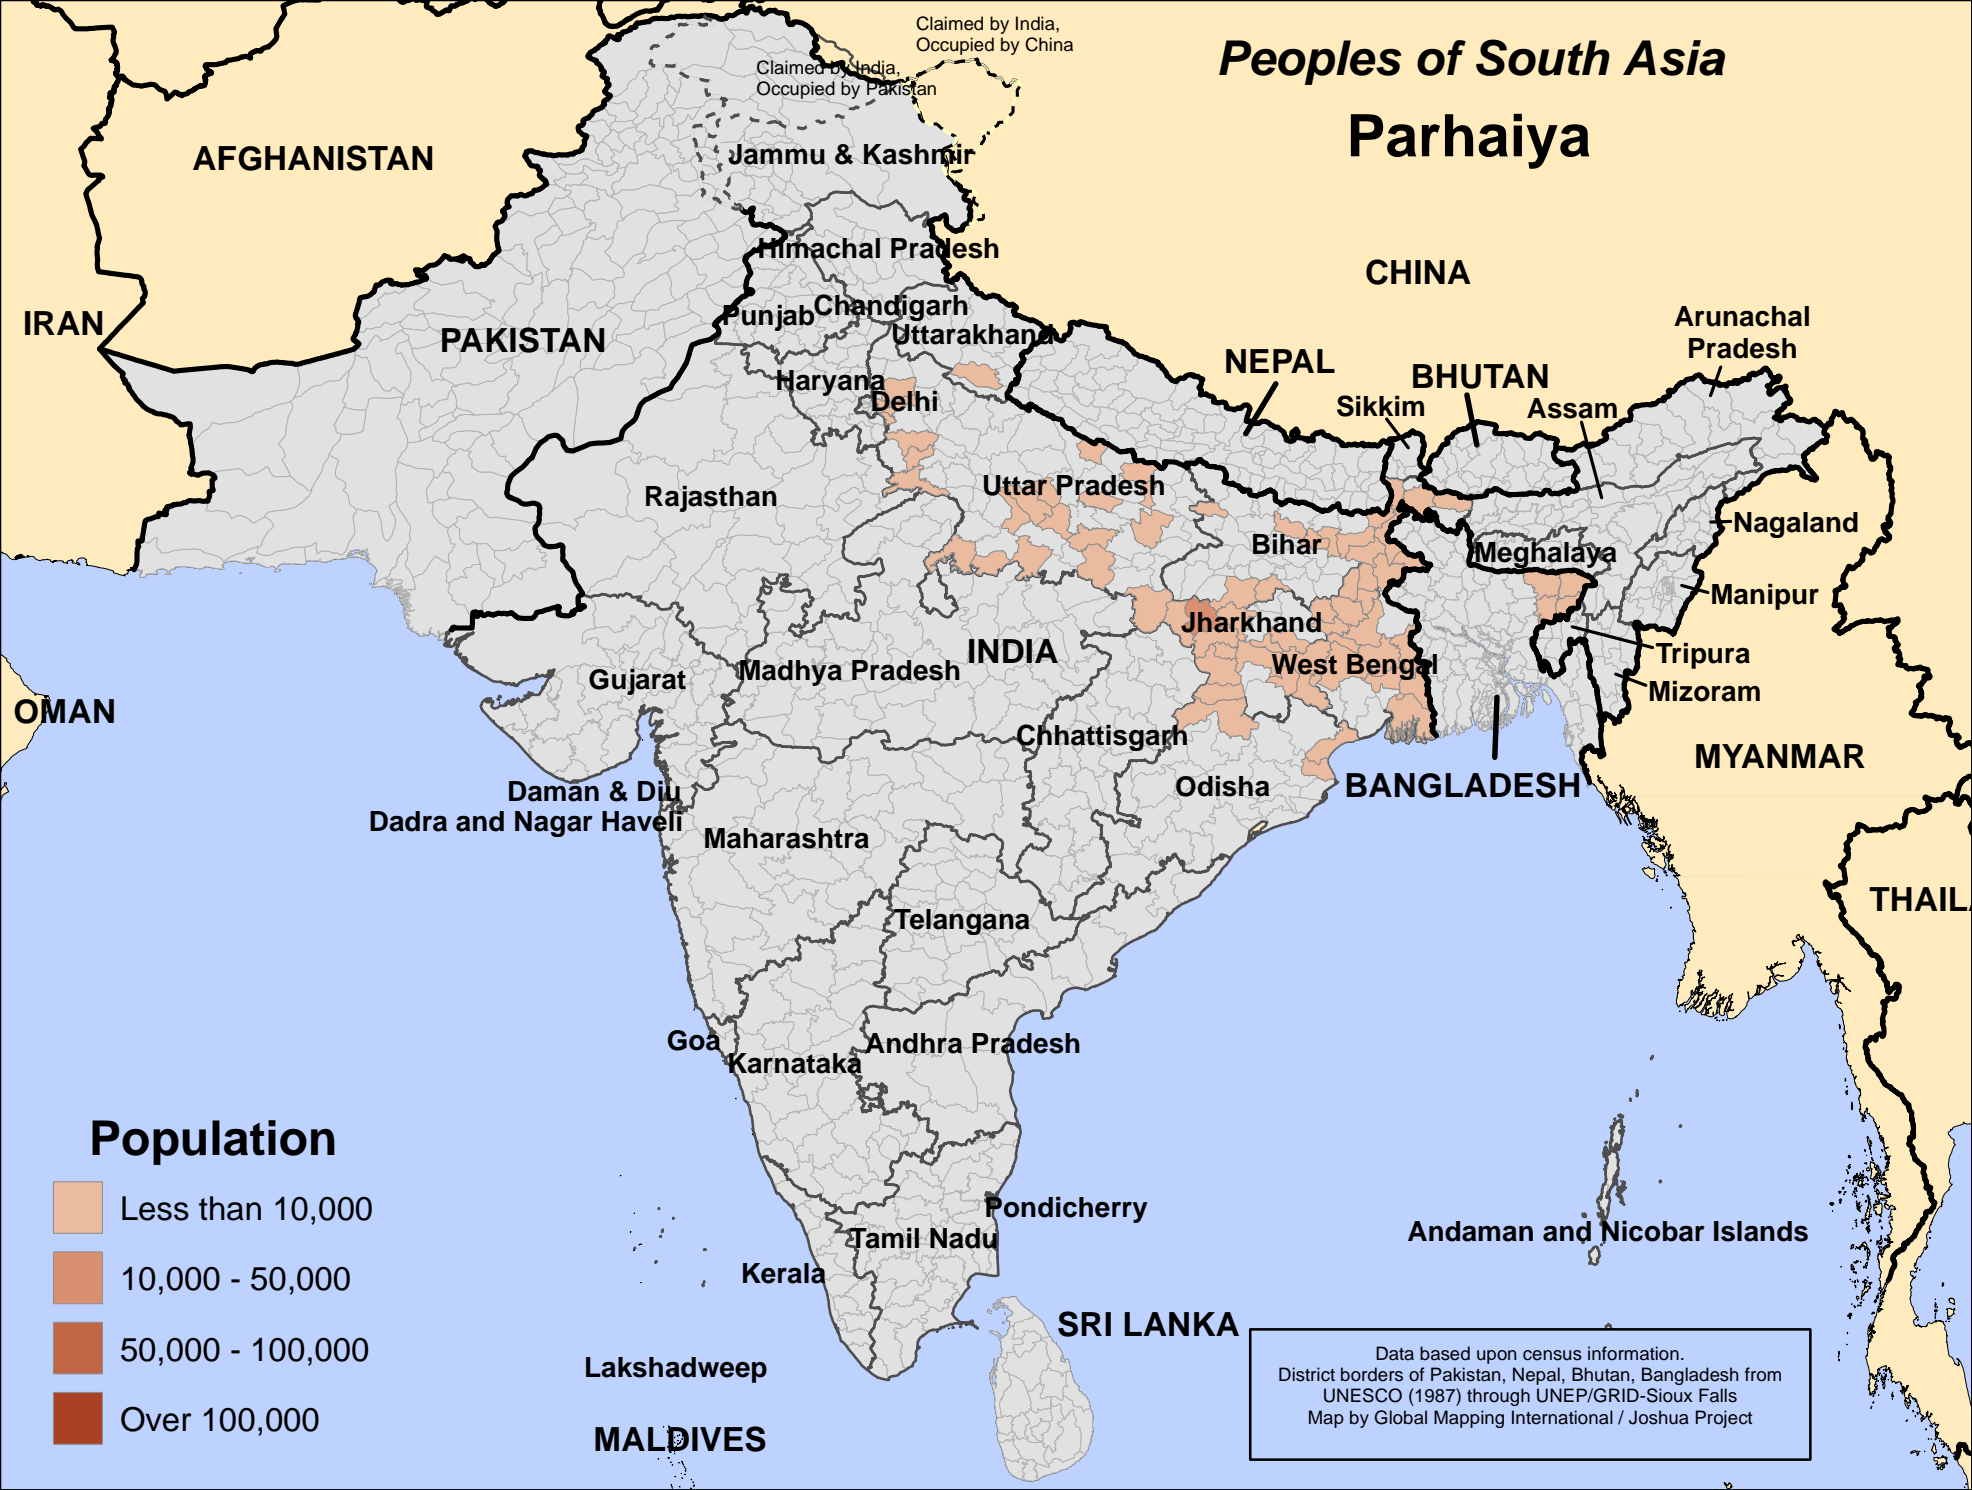 Claimed by India,
Occupied by China
Peoples of South Asia
Parhaiya
Claimed by India,
Occupied by Pakistan
AFGHANISTAN
Jammu & Kashmir
Himachal Pradesh
CHINA
Punjab
Chandigarh
Uttarakhand
IRAN
PAKISTAN
Arunachal
Pradesh
NEPAL
BHUTAN
Haryana
Delhi
Sikkim
Assam
Rajasthan
Uttar Pradesh
Nagaland
Bihar
Meghalaya
Manipur
Jharkhand
INDIA
Tripura
Gujarat
Madhya Pradesh
West Bengal
Mizoram
OMAN
Chhattisgarh
MYANMAR
Odisha
BANGLADESH
Daman & Diu
Dadra and Nagar Haveli
Maharashtra
THAIL
Telangana
Goa
Karnataka
Andhra Pradesh
Population
Less than 10,000
10,000 - 50,000
50,000 - 100,000
Over 100,000
Pondicherry
Tamil Nadu
Kerala
Andaman and Nicobar Islands
SRI LANKA
Lakshadweep
MALDIVES
Data based upon census information.
District borders of Pakistan, Nepal, Bhutan, Bangladesh from
UNESCO (1987) through UNEP/GRID-Sioux Falls
Map by Global Mapping International / Joshua Project